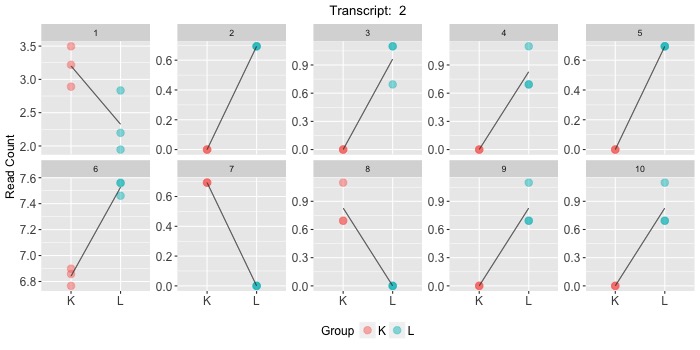 Transcript: 2
1 2 3 4 5
3.5 3.0 2.5 2.0
0.6 0.4 0.2 0.0
0.9 0.6 0.3 0.0
0.9 0.6 0.3 0.0
0.6 0.4 0.2 0.0
Read Count
6 7 8 9 10
7.6 7.4 7.2 7.0 6.8
0.6 0.4 0.2 0.0
0.9 0.6 0.3 0.0
0.9 0.6 0.3 0.0
0.9 0.6 0.3 0.0
K L K L K L K L K L
Group K L